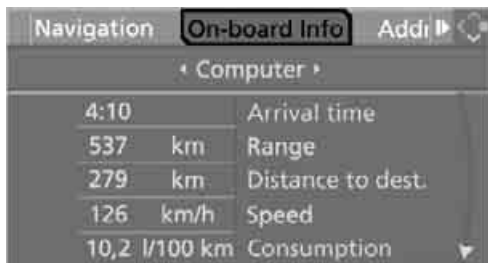 Navigation On-board Info Addr
Computer
4:10 Arrival time
537 km Range
279 km Distance to dest.
126 km/h Speed
10,2 l/100 km Consumption